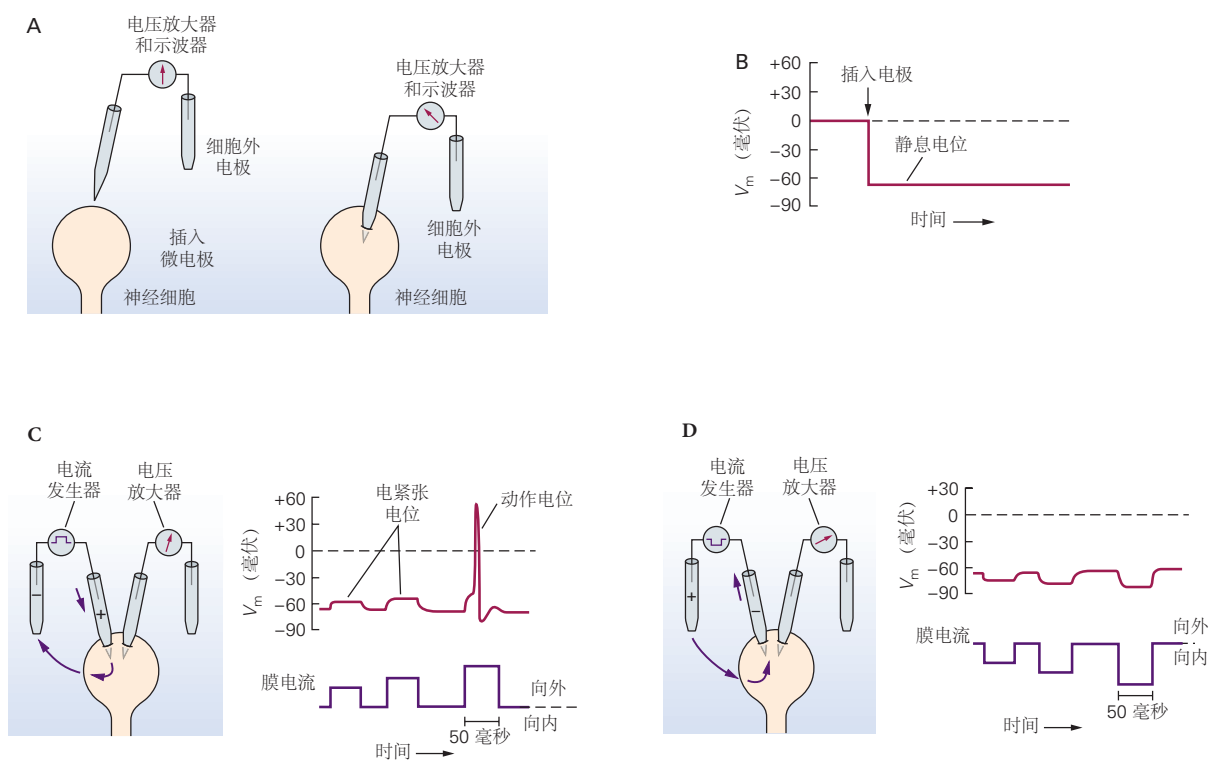 A
电压放大器
和示波器
细胞外
电极
插入
微电极
神经细胞
电压放大器
和示波器
细胞外
电极
神经细胞
B
Vm（毫伏）
+60
+30
0
–30
–60
–90
插入电极
静息电位
时间
C
电流
发生器
电压
放大器
–
+
Vm（毫伏）
+60
+30
0
–30
–60
–90
电紧张
电位
动作电位
膜电流
向外
向内
50 毫秒
时间
D
电流
发生器
电压
放大器
+
–
Vm（毫伏）
+30
0
–30
–60
–90
膜电流
向外
向内
50 毫秒
时间